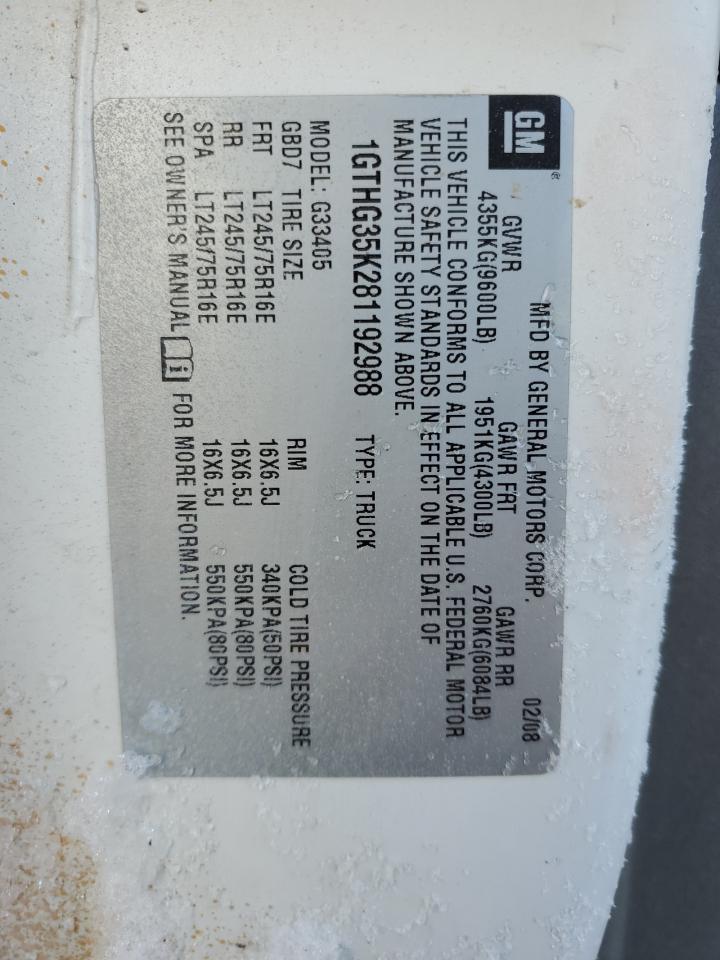 GM®
MFD BY GENERAL MOTORS CORP. 02/08
GVWR GAWR FRT GAWR RR
4355KG(9600LB) 1951KG(4300LB) 2760KG(6084LB)
THIS VEHICLE CONFORMS TO ALL APPLICABLE U.S. FEDERAL MOTOR
VEHICLE SAFETY STANDARDS IN EFFECT ON THE DATE OF
MANUFACTURE SHOWN ABOVE.
1GTHG35K281192988 TYPE: TRUCK
MODEL: G33405
GBD7 TIRE SIZE RIM COLD TIRE PRESSURE
FRT LT245/75R16E 16X6.5J 340KPA(50PSI)
RR LT245/75R16E 16X6.5J 550KPA(80PSI)
SPA LT245/75R16E 16X6.5J 550KPA(80PSI)
SEE OWNER'S MANUAL i FOR MORE INFORMATION.